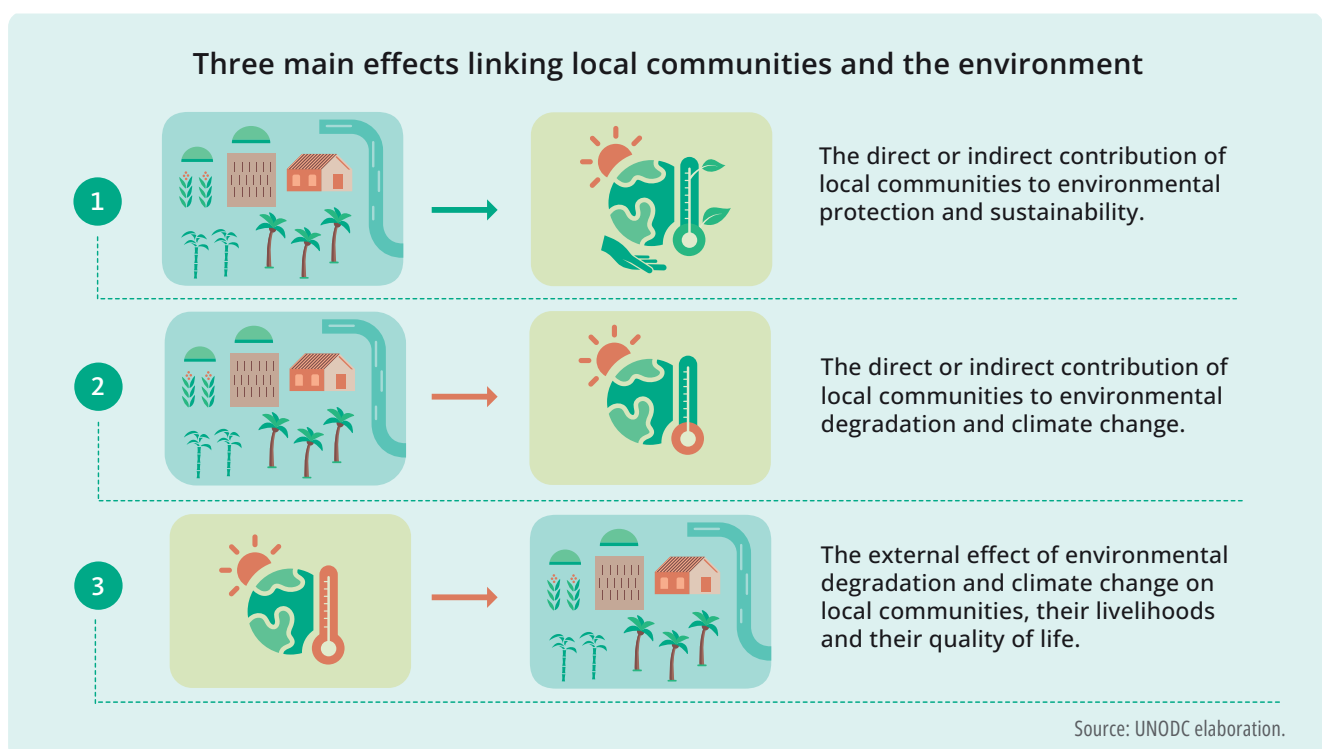 Three main effects linking local communities and the environment
1
The direct or indirect contribution of
local communities to environmental
protection and sustainability.
2
The direct or indirect contribution of
local communities to environmental
degradation and climate change.
3
The external effect of environmental
degradation and climate change on
local communities, their livelihoods
and their quality of life.
Source: UNODC elaboration.